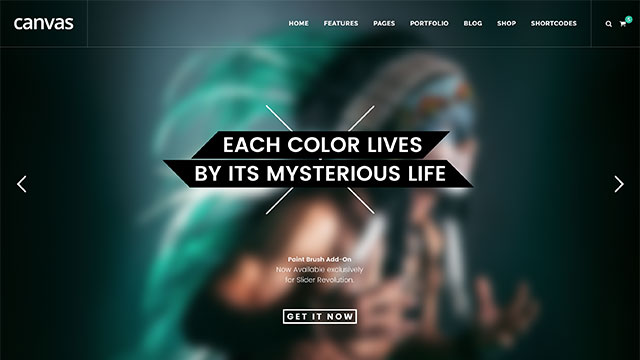 canvas
HOME FEATURES PAGES PORTFOLIO BLOG SHOP SHORTCODES
EACH COLOR LIVES
BY ITS MYSTERIOUS LIFE
Paint Brush Add-On
Now Available exclusively
for Slider Revolution.
GET IT NOW